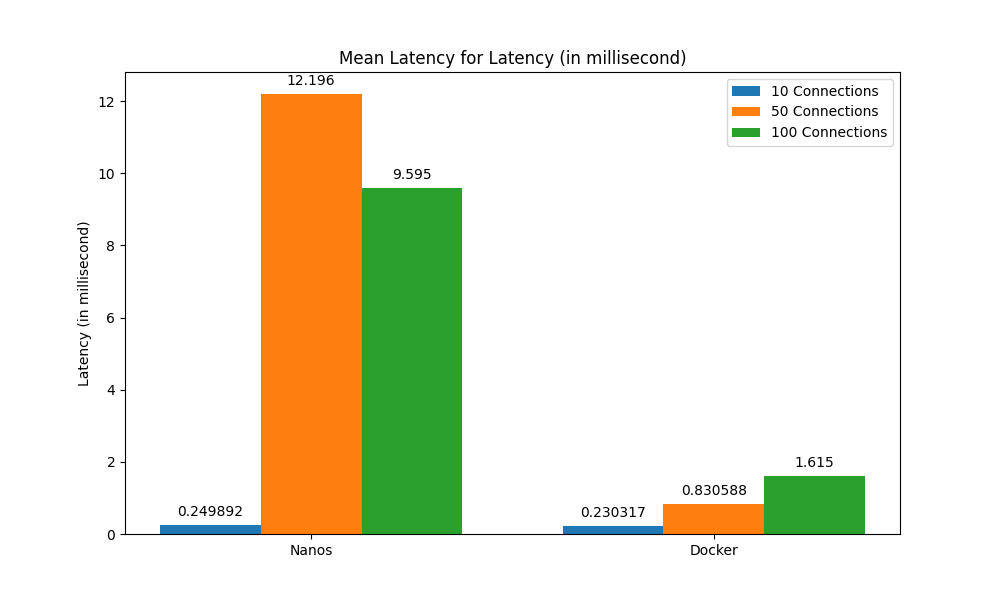 Mean Latency for Latency (in millisecond)
10 Connections
50 Connections
100 Connections
Latency (in millisecond)
12
10
8
6
4
2
0
0.249892
12.196
9.595
0.230317
0.830588
1.615
Nanos
Docker